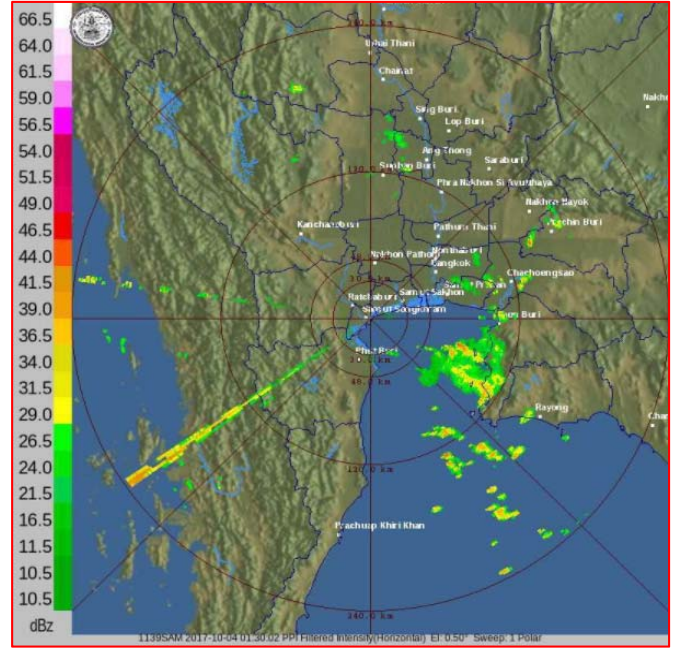 66.5
64.0
61.5
59.0
56.5
54.0
51.5
49.0
46.5
44.0
41.5
39.0
36.5
34.0
31.5
29.0
26.5
24.0
21.5
16.5
11.5
10.5
10.5
dBz
Uthai Thani
Chainat
Sing Buri
Lop Buri
Ang Thong
Saraburi
Suphan Buri
Phra Nakhon Si Ayutthaya
Nakhon Nayok
Prachin Buri
Kanchanaburi
Pathum Thani
Nakhon Pathom
Nonthaburi
Bangkok
Chachoengsao
Samut Sakhon
Ratchaburi
Samut Songkhram
Chon Buri
Phet Buri
Rayong
Prachuap Khiri Khan
240.0 km
1139SAM 2017-10-04 01:30:02 PPI Filtered Intensity(Horizontal) El: 0.50° Sweep: 1 Polar